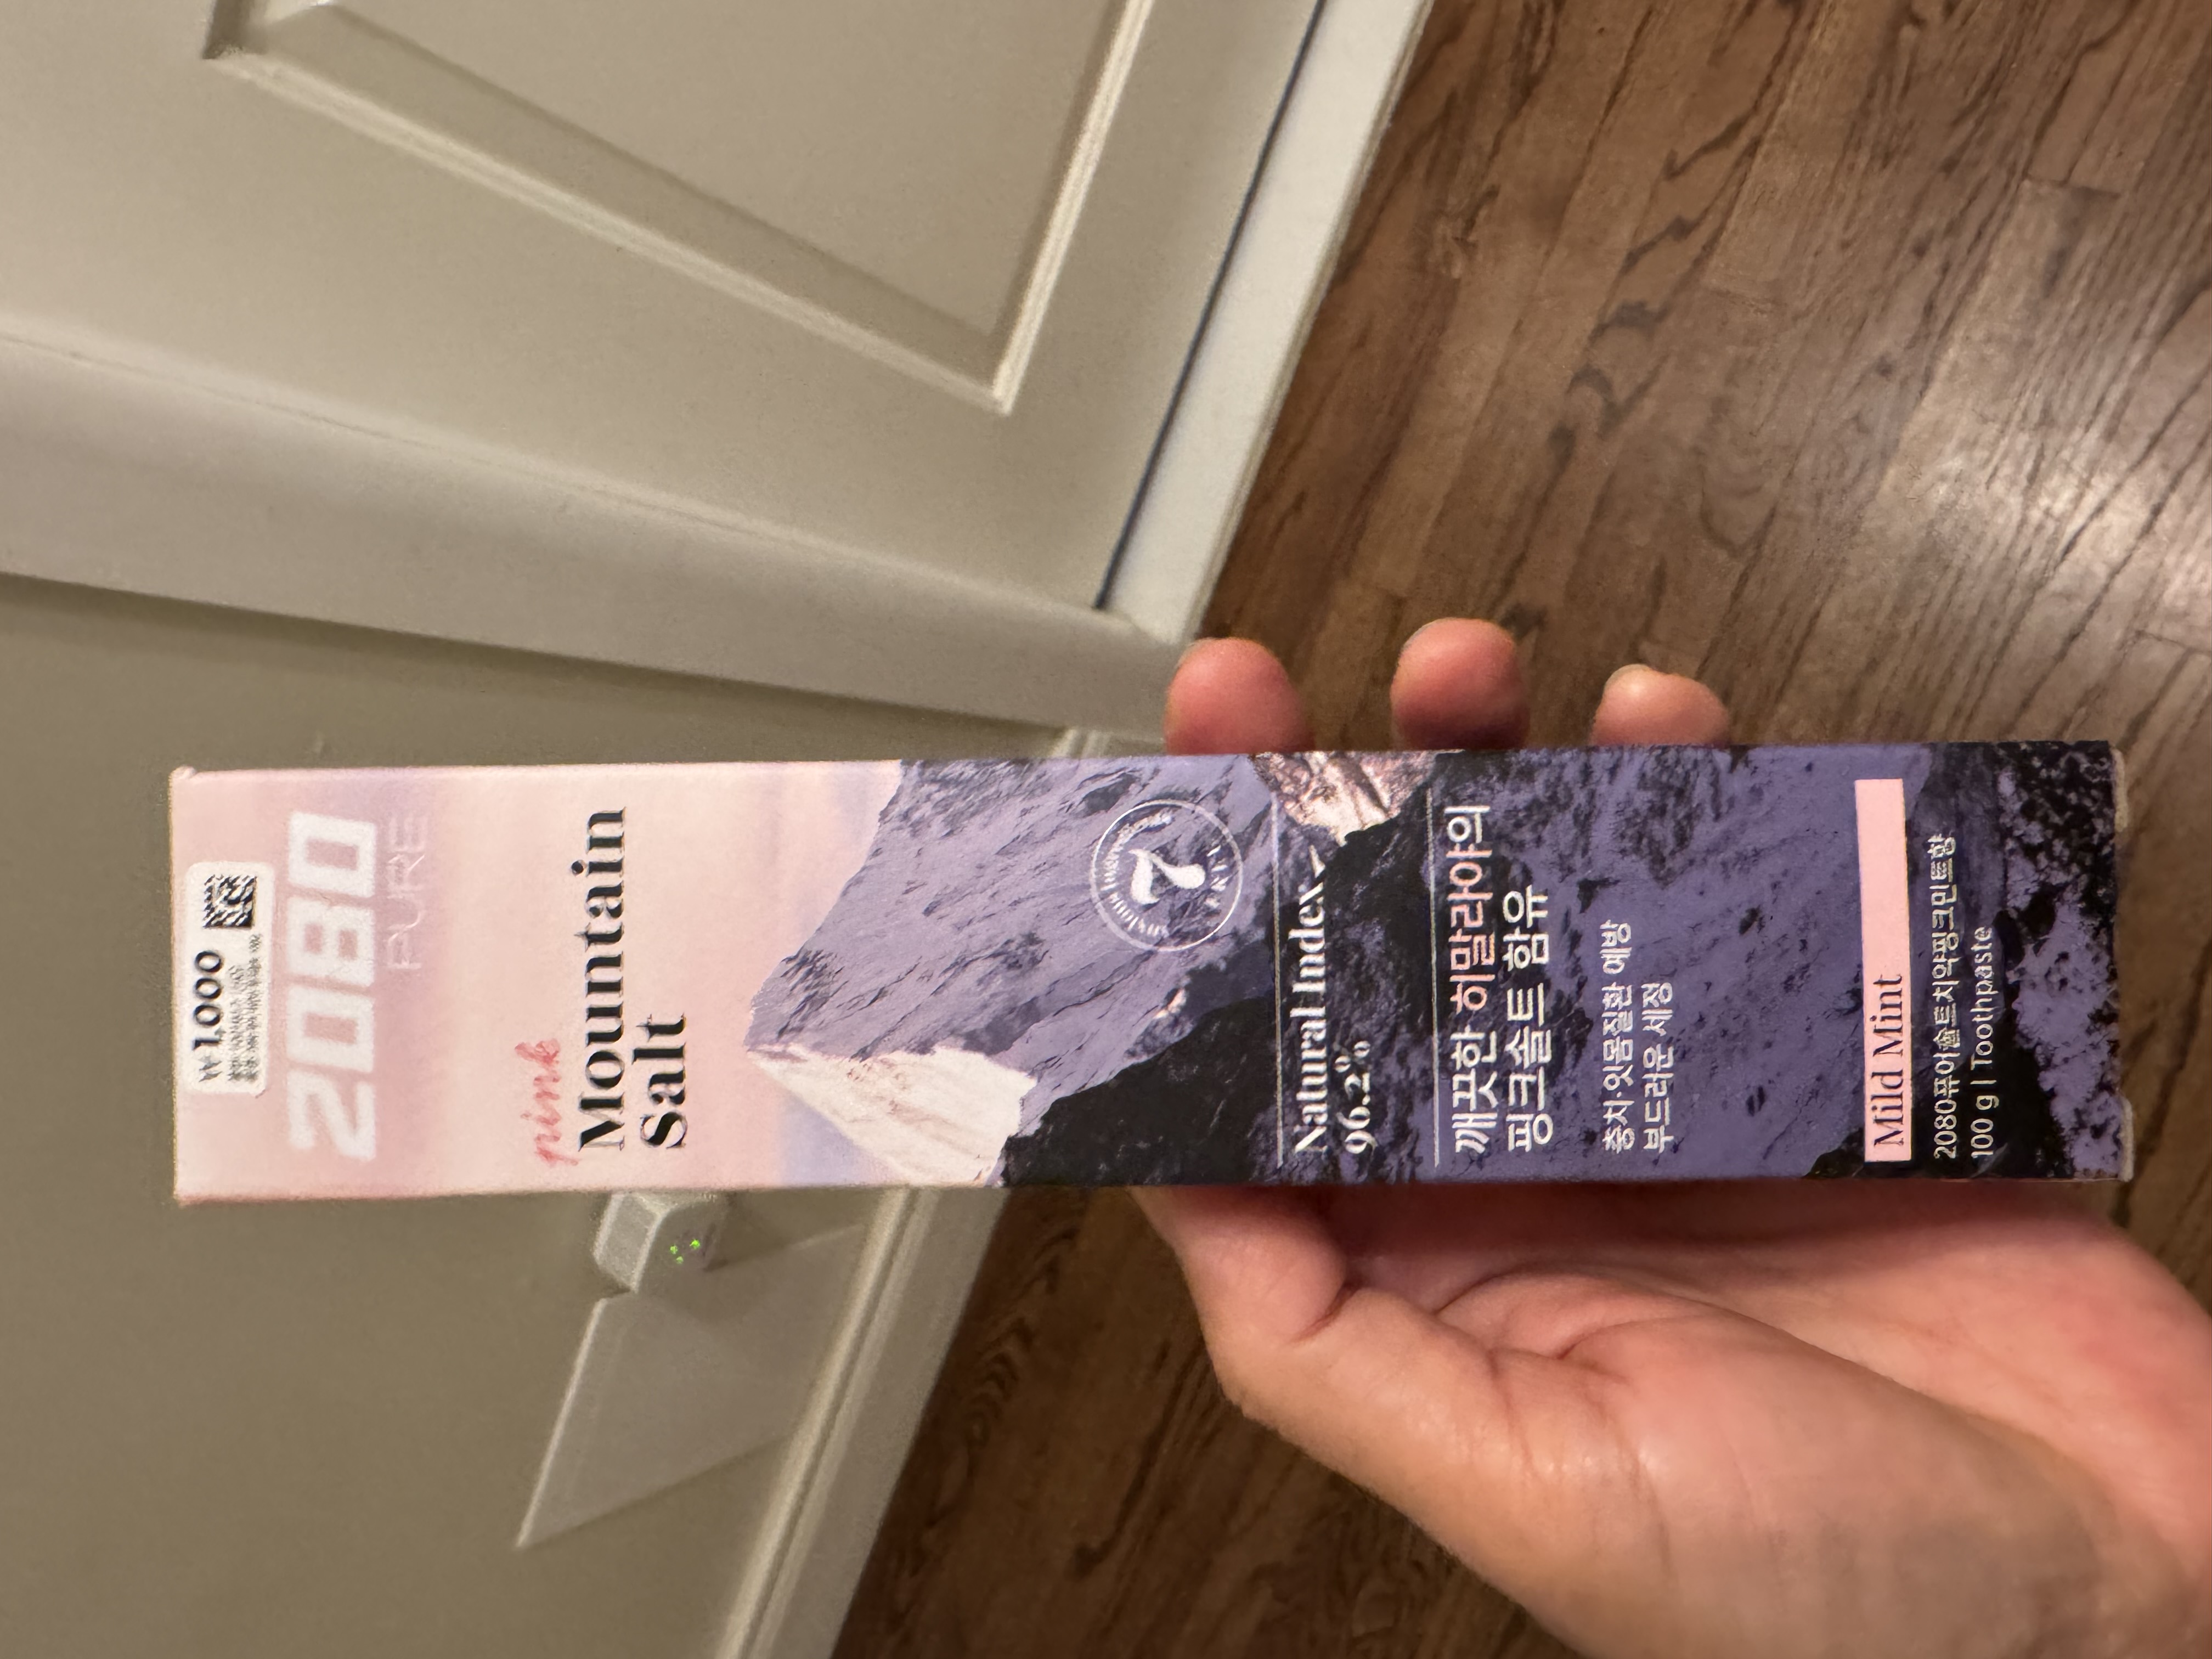 ₩1,000
2080
PURE
pink
Mountain
Salt
Natural Index
96.2%
깨끗한 히말라야의
핑크솔트 함유
충치·잇몸질환 예방
부드러운 세정
Mild Mint
2080퓨어솔트치약핑크민트향
100 g | Toothpaste